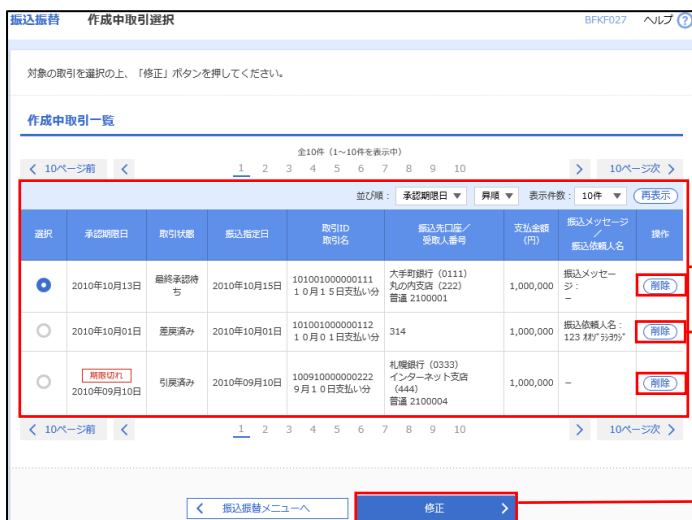 振込振替 作成中取引選択 BFKF027 ヘルプ ?
対象の取引を選択の上、「修正」ボタンを押してください。
作成中取引一覧
全10件（1～10件を表示中）
< 10ページ前 < 1 2 3 4 5 6 7 8 9 10 > 10ページ次 >
並び順： 承認期限日 ▼ 昇順 ▼ 表示件数： 10件 ▼ 再表示
選択 承認期限日 取引状態 振込指定日 取引ID 取引名 振込先口座／ 受取人番号 支払金額 (円) 振込メッセージ ／ 振込依頼人名 操作
2010年10月13日 最終承認待ち 2010年10月15日 101001000000111 10月15日支払い分 大手町銀行（0111） 丸の内支店（222） 普通 2100001 1,000,000 振込メッセージ： － 削除
2010年10月01日 差戻済み 2010年10月01日 101001000000112 10月01日支払い分 314 1,000,000 振込依頼人名： 123 削除
期限切れ 2010年09月10日 引戻済み 2010年09月10日 100910000000222 9月10日支払い分 札幌銀行（0333） インターネット支店（444） 普通 2100004 1,000,000 － 削除
< 10ページ前 < 1 2 3 4 5 6 7 8 9 10 > 10ページ次 >
< 振込振替メニューへ 修正 >